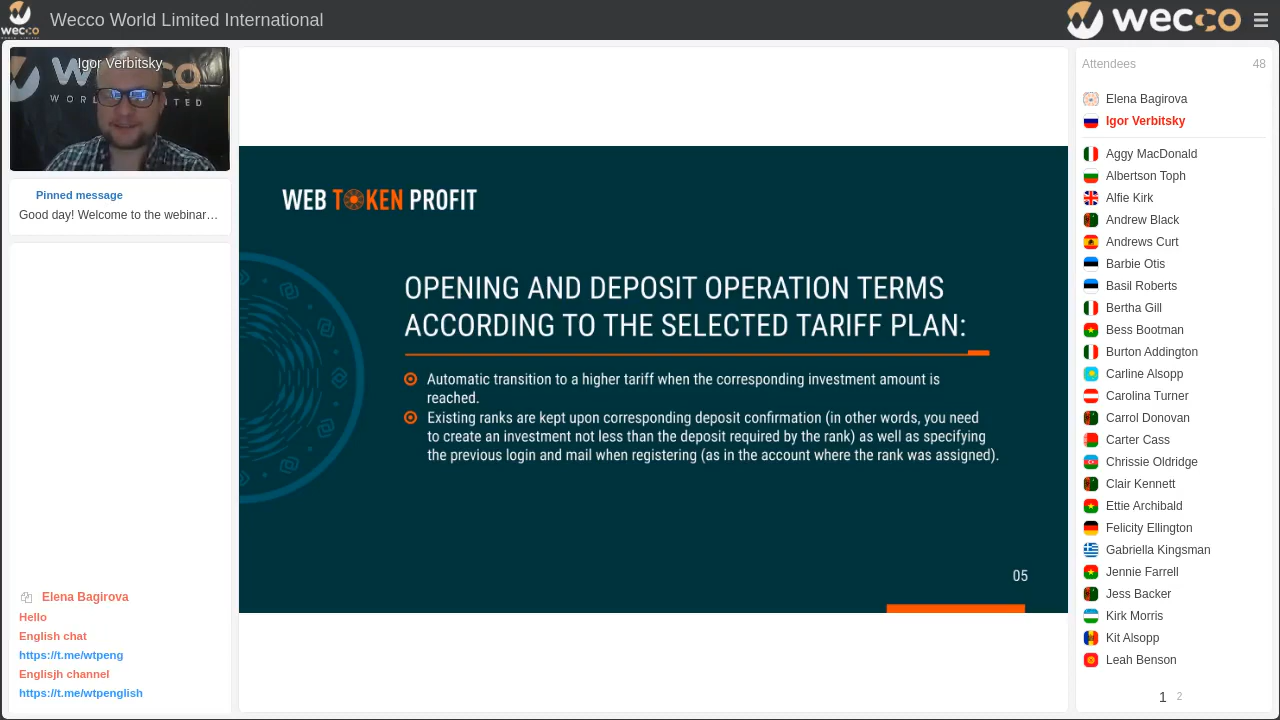 wecco
Wecco World Limited International
wecco
Igor Verbitsky
Pinned message
Good day! Welcome to the webinar…
Elena Bagirova
Hello
English chat
https://t.me/wtpeng
Englisjh channel
https://t.me/wtpenglish
WEB TOKEN PROFIT
OPENING AND DEPOSIT OPERATION TERMS
ACCORDING TO THE SELECTED TARIFF PLAN:
Automatic transition to a higher tariff when the corresponding investment amount is
reached.
Existing ranks are kept upon corresponding deposit confirmation (in other words, you need
to create an investment not less than the deposit required by the rank) as well as specifying
the previous login and mail when registering (as in the account where the rank was assigned).
05
Attendees 48
Elena Bagirova
Igor Verbitsky
Aggy MacDonald
Albertson Toph
Alfie Kirk
Andrew Black
Andrews Curt
Barbie Otis
Basil Roberts
Bertha Gill
Bess Bootman
Burton Addington
Carline Alsopp
Carolina Turner
Carrol Donovan
Carter Cass
Chrissie Oldridge
Clair Kennett
Ettie Archibald
Felicity Ellington
Gabriella Kingsman
Jennie Farrell
Jess Backer
Kirk Morris
Kit Alsopp
Leah Benson
1 2